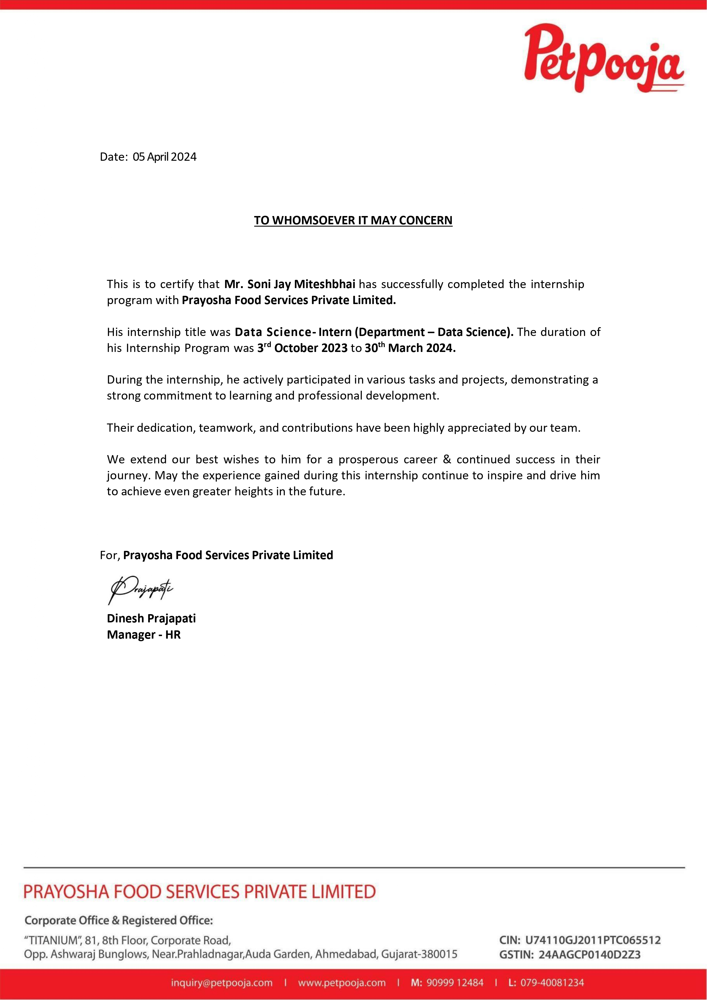 Petpooja
Date: 05 April 2024
TO WHOMSOEVER IT MAY CONCERN
This is to certify that Mr. Soni Jay Miteshbhai has successfully completed the internship
program with Prayosha Food Services Private Limited.
His internship title was Data Science- Intern (Department – Data Science). The duration of
his Internship Program was 3rd October 2023 to 30th March 2024.
During the internship, he actively participated in various tasks and projects, demonstrating a
strong commitment to learning and professional development.
Their dedication, teamwork, and contributions have been highly appreciated by our team.
We extend our best wishes to him for a prosperous career & continued success in their
journey. May the experience gained during this internship continue to inspire and drive him
to achieve even greater heights in the future.
For, Prayosha Food Services Private Limited
Prajapati
Dinesh Prajapati
Manager - HR
PRAYOSHA FOOD SERVICES PRIVATE LIMITED
Corporate Office & Registered Office:
“TITANIUM”, 81, 8th Floor, Corporate Road,
Opp. Ashwaraj Bunglows, Near.Prahladnagar,Auda Garden, Ahmedabad, Gujarat-380015
CIN: U74110GJ2011PTC065512
GSTIN: 24AAGCP0140D2Z3
inquiry@petpooja.com | www.petpooja.com | M: 90999 12484 | L: 079-40081234